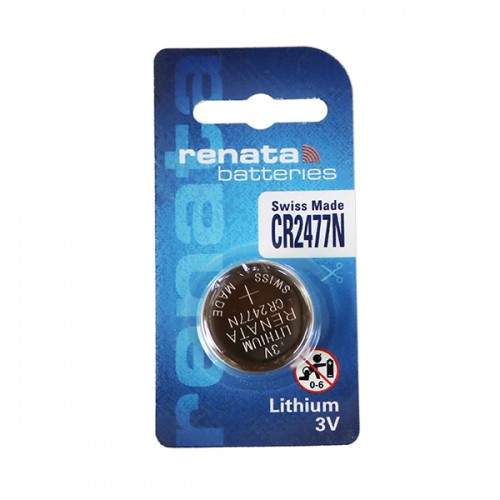 renata
renata
batteries
Swiss Made
CR2477N
SWISS
MADE
+
CR2477N
RENATA
LITHIUM
3V
0-6
Lithium
3V